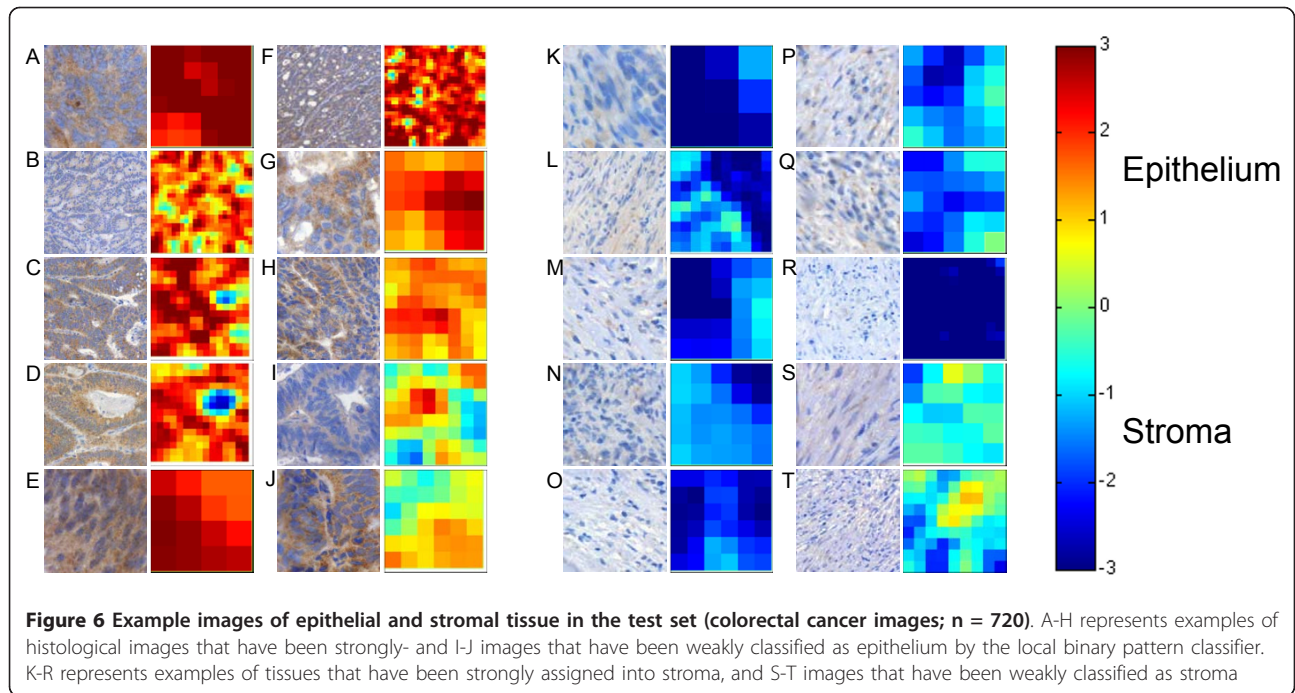 A F K P 3
2
B G L Q Epithelium
1
C H M R
0
D I N S -1
Stroma
E J O T -2
-3
Figure 6 Example images of epithelial and stromal tissue in the test set (colorectal cancer images; n = 720). A-H represents examples of
histological images that have been strongly- and I-J images that have been weakly classified as epithelium by the local binary pattern classifier.
K-R represents examples of tissues that have been strongly assigned into stroma, and S-T images that have been weakly classified as stroma